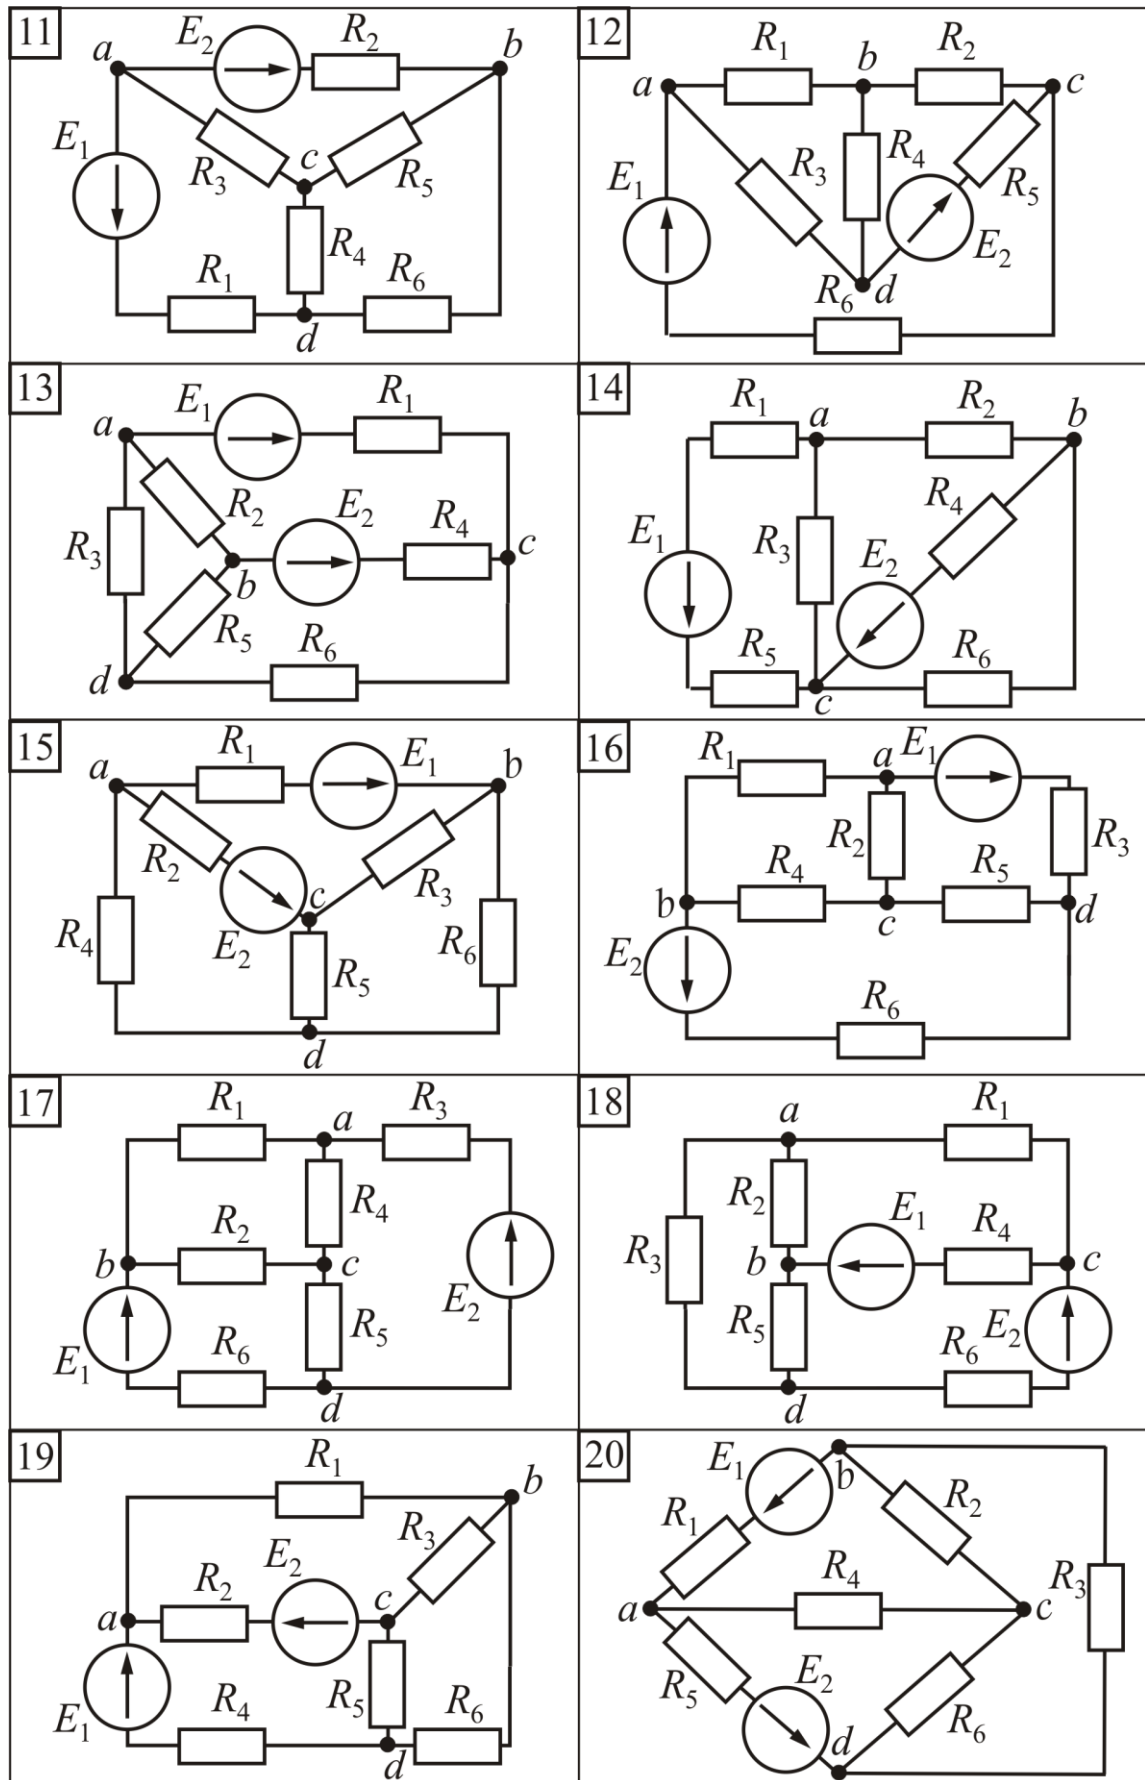 11
a E₂ R₂ b
E₁ R₃ c R₅
R₄
R₁ R₆
d
12
a R₁ b R₂ c
E₁ R₃ R₄ R₅
E₂
R₆ d
13
a E₁ R₁
R₃ R₂ E₂ R₄ c
b
R₅ R₆
d
14
R₁ a R₂ b
R₄
E₁ R₃ E₂
R₅ R₆
c
15
a R₁ E₁ b
R₂ R₃
c
R₄ E₂ R₅ R₆
d
16
R₁ a E₁
R₂ R₃
R₄ R₅
b c d
E₂
R₆
17
R₁ a R₃
R₄
R₂
b c
E₂
E₁ R₆ R₅
d
18
a R₁
R₂ E₁ R₄
R₃ b c
R₅ R₆ E₂
d
19
R₁ b
R₃
R₂ E₂ c
a
E₁ R₄ R₅ R₆
d
20
E₁ b
R₁ R₂
R₄ R₃
a c
R₅ E₂ R₆
d